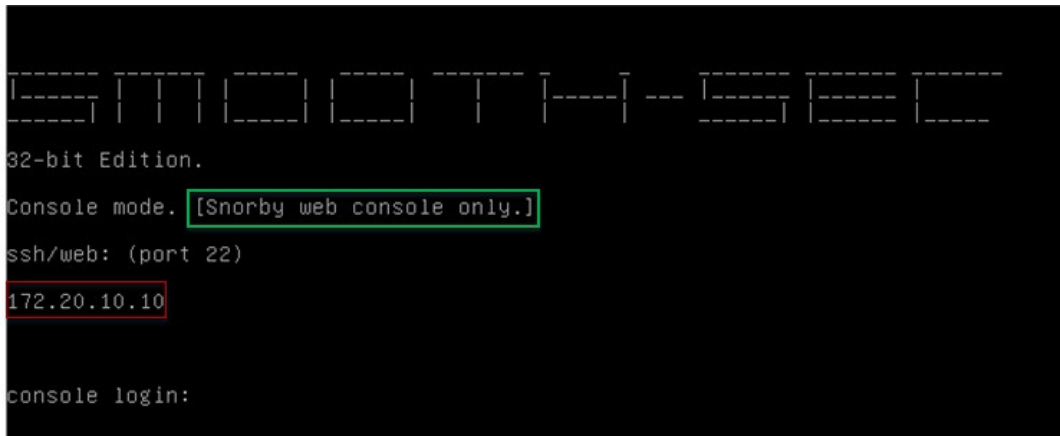 SMOOTH-SEC
32-bit Edition.
Console mode. [Snorby web console only.]
ssh/web: (port 22)
172.20.10.10
console login: